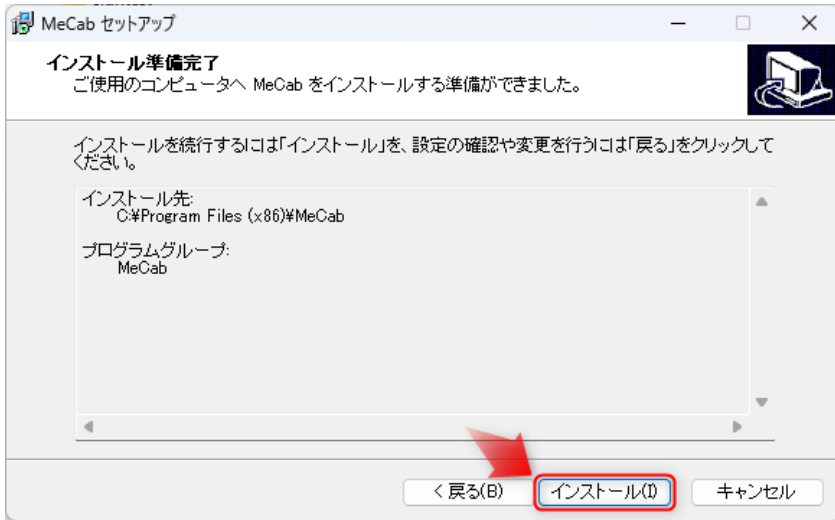 MeCab セットアップ
インストール準備完了
ご使用のコンピュータへ MeCab をインストールする準備ができました。
インストールを続行するには「インストール」を、設定の確認や変更を行うには「戻る」をクリックして
ください。
インストール先:
C:¥Program Files (x86)¥MeCab
プログラムグループ:
MeCab
< 戻る(B)
インストール(I)
キャンセル